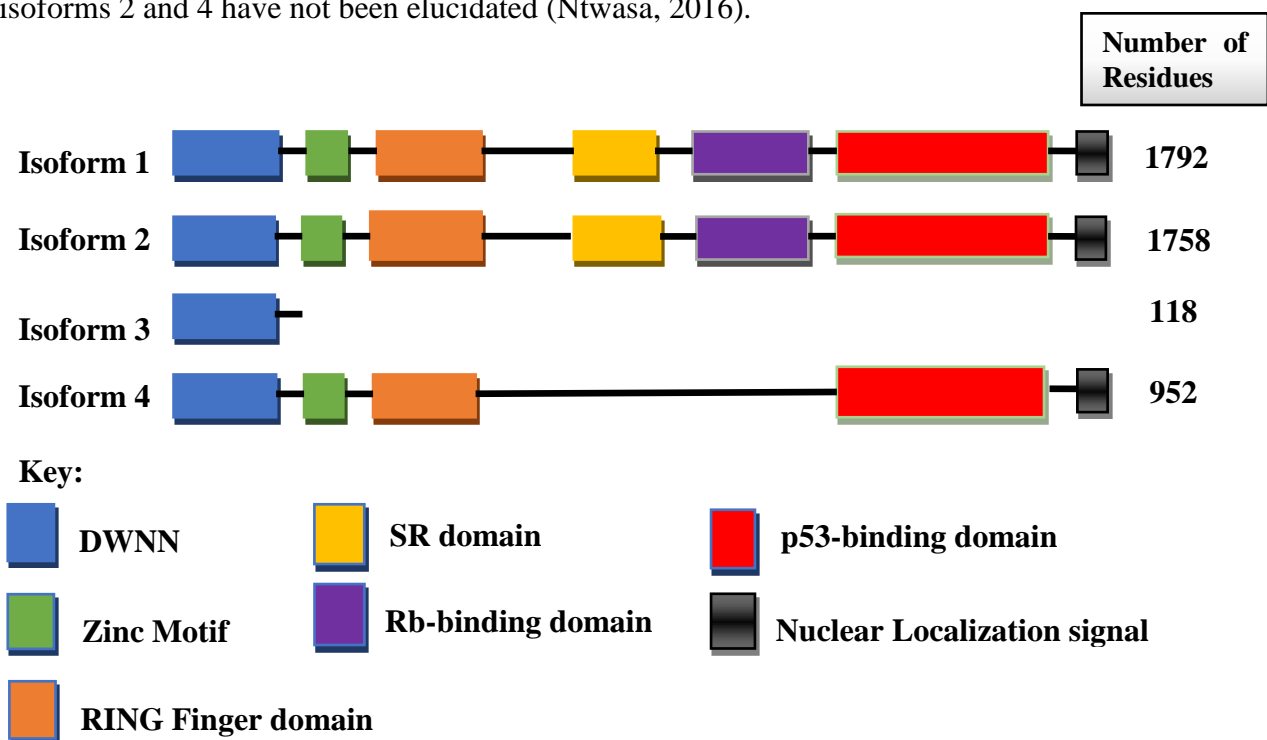 isoforms 2 and 4 have not been elucidated (Ntwasa, 2016).
Number of
Residues
Isoform 1 1792
Isoform 2 1758
Isoform 3 118
Isoform 4 952
Key:
DWNN SR domain p53-binding domain
Zinc Motif Rb-binding domain Nuclear Localization signal
RING Finger domain